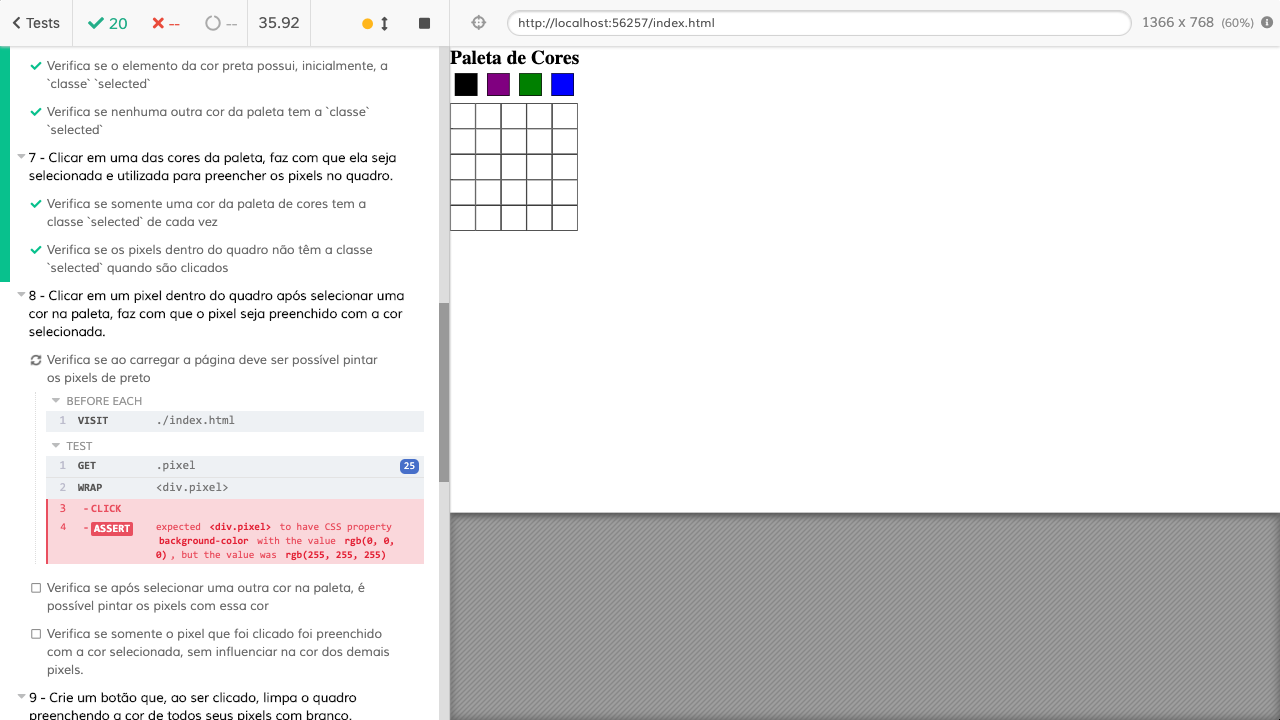 Tests
20
--
--
35.92
http://localhost:56257/index.html
1366 x 768 (60%)
Verifica se o elemento da cor preta possui, inicialmente, a
`classe` `selected`
Verifica se nenhuma outra cor da paleta tem a `classe`
`selected`
7 - Clicar em uma das cores da paleta, faz com que ela seja
selecionada e utilizada para preencher os pixels no quadro.
Verifica se somente uma cor da paleta de cores tem a
classe `selected` de cada vez
Verifica se os pixels dentro do quadro não têm a classe
`selected` quando são clicados
8 - Clicar em um pixel dentro do quadro após selecionar uma
cor na paleta, faz com que o pixel seja preenchido com a cor
selecionada.
Verifica se ao carregar a página deve ser possível pintar
os pixels de preto
BEFORE EACH
1 VISIT ./index.html
TEST
1 GET .pixel 25
2 WRAP <div.pixel>
3 -CLICK
4 -ASSERT expected <div.pixel> to have CSS property
background-color with the value rgb(0, 0,
0), but the value was rgb(255, 255, 255)
Verifica se após selecionar uma outra cor na paleta, é
possível pintar os pixels com essa cor
Verifica se somente o pixel que foi clicado foi preenchido
com a cor selecionada, sem influenciar na cor dos demais
pixels.
9 - Crie um botão que, ao ser clicado, limpa o quadro
preenchendo a cor de todos seus pixels com branco.
Paleta de Cores